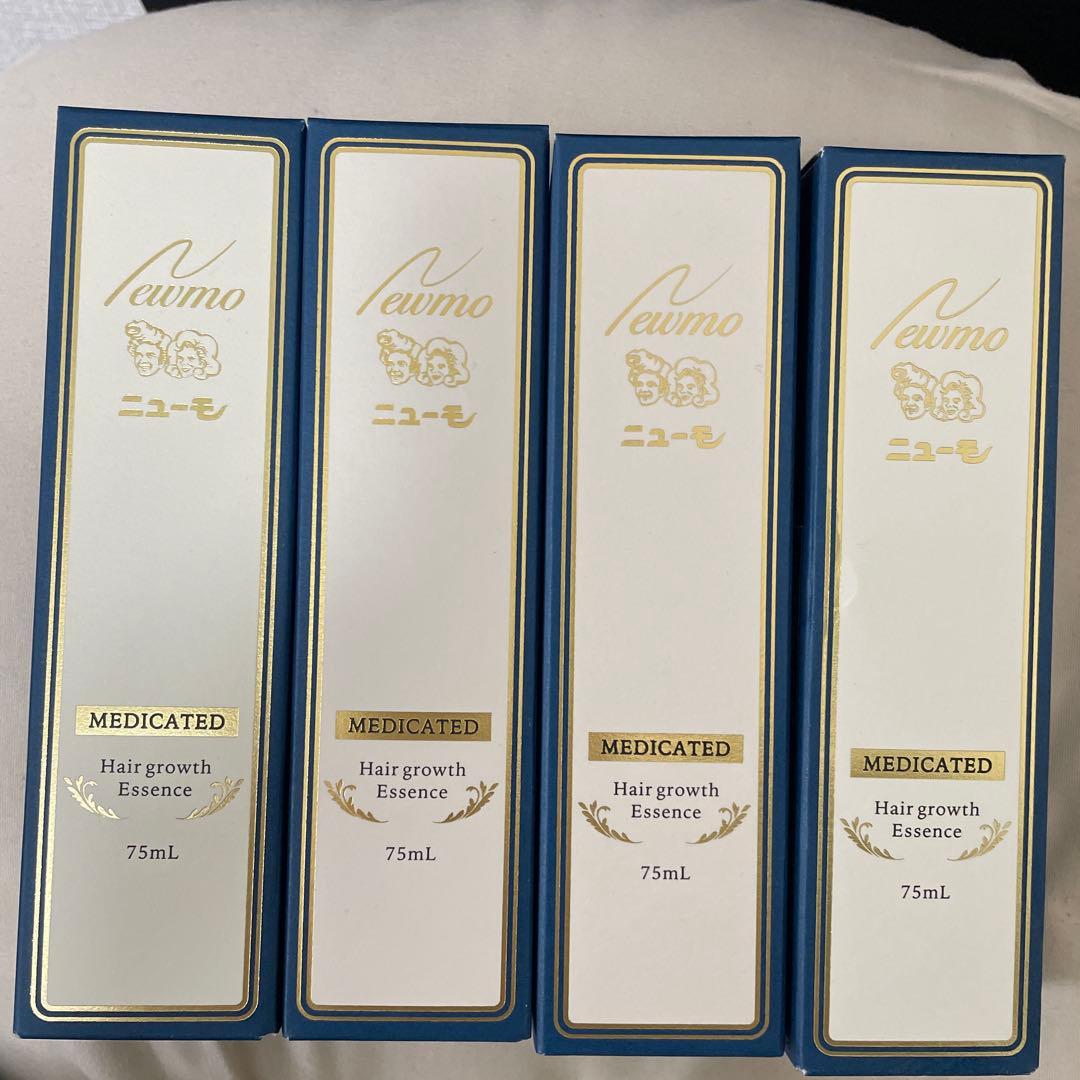 Newmo
ニューモ
MEDICATED
Hair growth
Essence
75mL
Newmo
ニューモ
MEDICATED
Hair growth
Essence
75mL
Newmo
ニューモ
MEDICATED
Hair growth
Essence
75mL
Newmo
ニューモ
MEDICATED
Hair growth
Essence
75mL